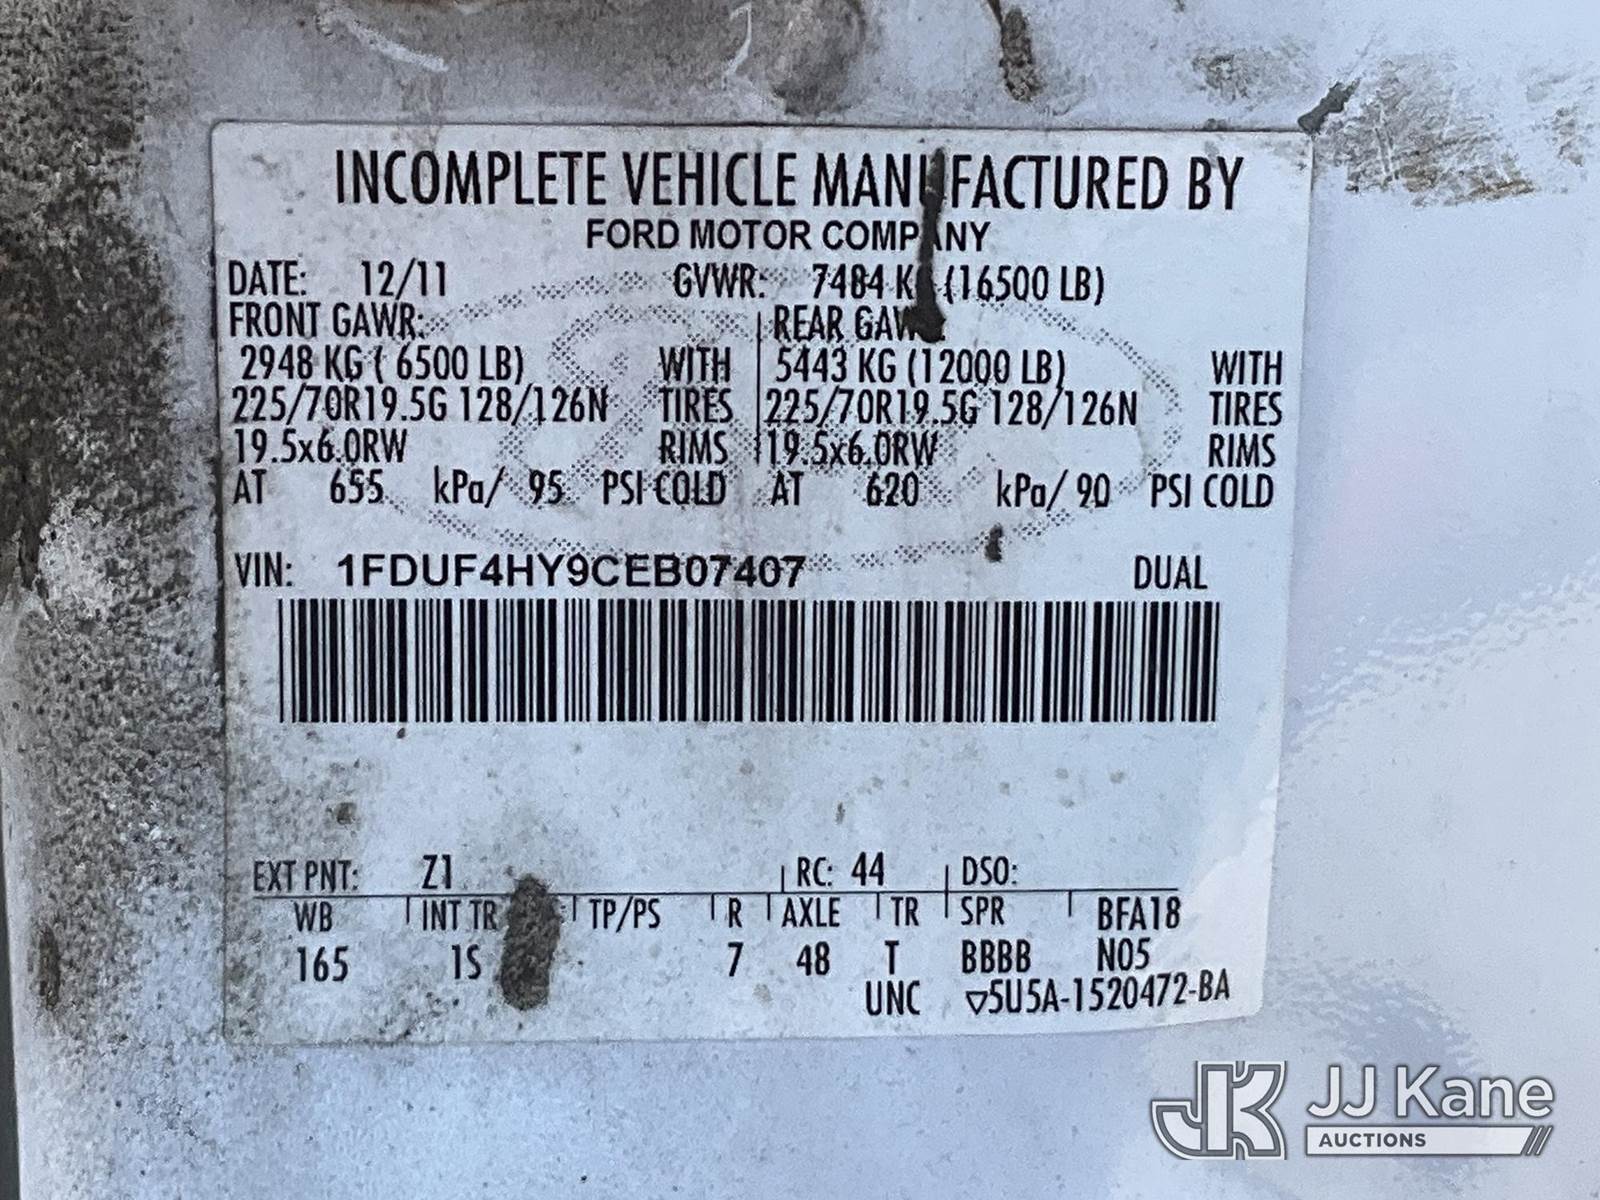 INCOMPLETE VEHICLE MANUFACTURED BY
FORD MOTOR COMPANY
DATE: 12/11 GVWR: 7484 KG (16500 LB)
FRONT GAWR: REAR GAWR:
2948 KG ( 6500 LB) WITH 5443 KG (12000 LB) WITH
225/70R19.5G 128/126N TIRES 225/70R19.5G 128/126N TIRES
19.5x6.0RW RIMS 19.5x6.0RW RIMS
AT 655 kPa/ 95 PSI COLD AT 620 kPa/ 90 PSI COLD
VIN: 1FDUF4HY9CEB07407 DUAL
EXT PNT: Z1 RC: 44 DSO:
WB INT TR TP/PS R AXLE TR SPR BFA18
165 1S 7 48 T BBBB N05
UNC ▽5U5A-1520472-BA
JK JJ Kane
AUCTIONS